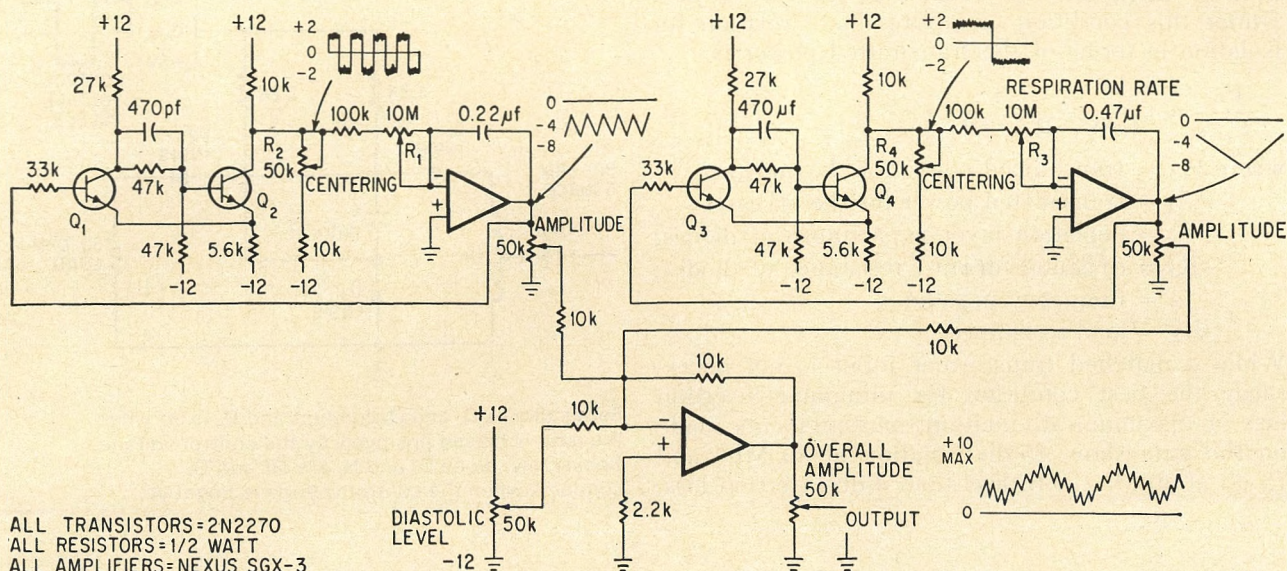 +12
+12
+2
0
-2
27k
10k
470pf
100k
10M
0.22µf
0
-4
-8
R2
50k
R1
33k
47k
CENTERING
Q1
Q2
-
+
AMPLITUDE
47k
5.6k
10k
50k
-12
-12
-12
10k
+12
+12
+2
0
-2
27k
10k
RESPIRATION RATE
470µf
100k
10M
0.47µf
0
-4
-8
R4
50k
R3
33k
47k
CENTERING
Q3
Q4
-
+
AMPLITUDE
47k
5.6k
10k
50k
-12
-12
-12
10k
10k
+12
10k
-
+
OVERALL
AMPLITUDE
50k
+10
MAX
0
DIASTOLIC
LEVEL
50k
2.2k
OUTPUT
-12
ALL TRANSISTORS=2N2270
ALL RESISTORS=1/2 WATT
ALL AMPLIFIERS=NEXUS SGX-3